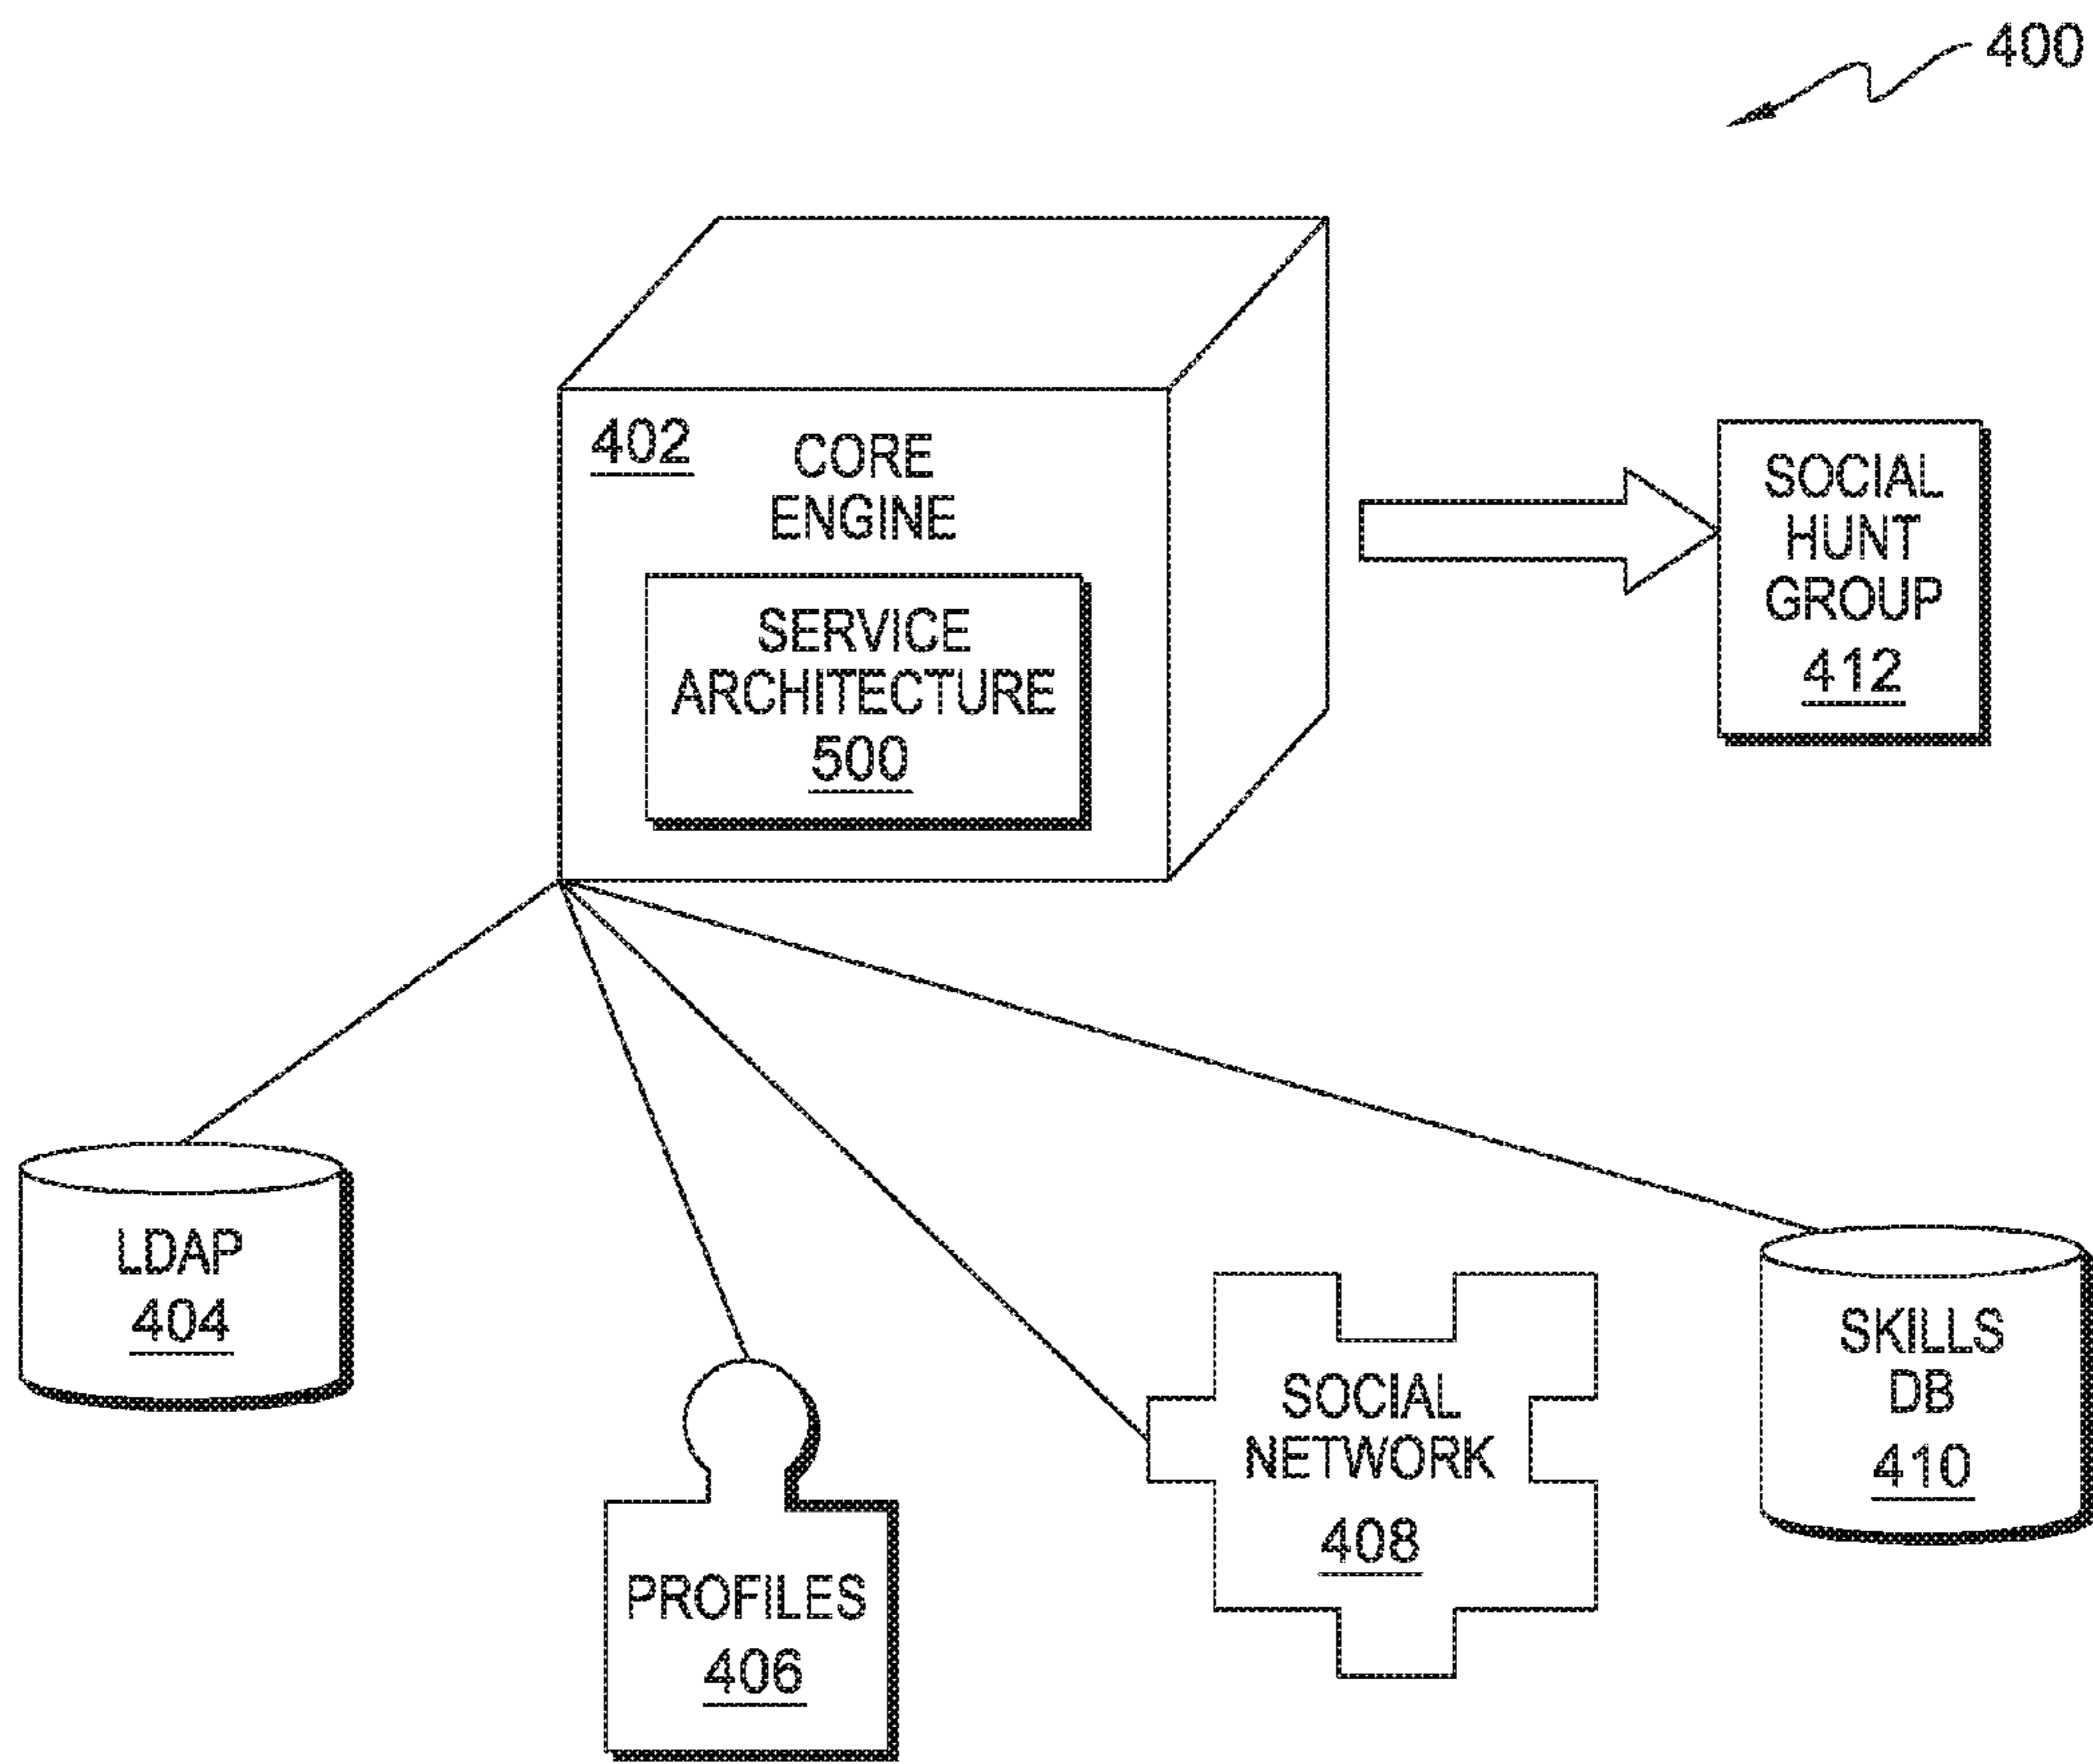 400
402
CORE
ENGINE
SERVICE
ARCHITECTURE
500
SOCIAL
HUNT
GROUP
412
LDAP
404
PROFILES
406
SOCIAL
NETWORK
408
SKILLS
DB
410